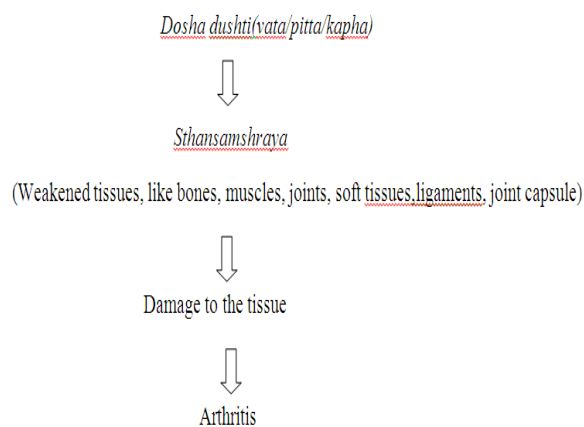 Dosha dushti(vata/pitta/kapha)
Sthansamshraya
(Weakened tissues, like bones, muscles, joints, soft tissues,ligaments, joint capsule)
Damage to the tissue
Arthritis